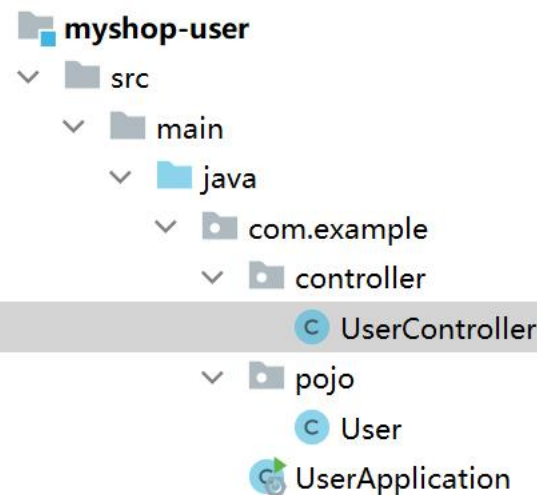 myshop-user
src
main
java
com.example
controller
C UserController
pojo
C User
C UserApplication